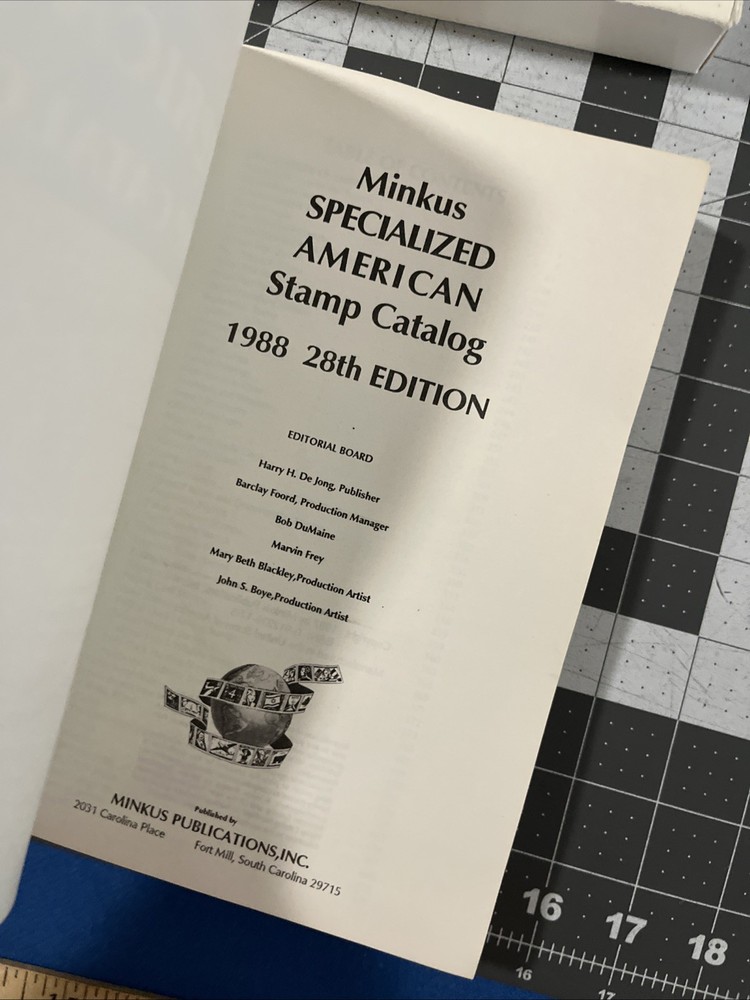 Minkus
SPECIALIZED
AMERICAN
Stamp Catalog
1988 28th EDITION
EDITORIAL BOARD
Harry H. De Jong, Publisher
Barclay Foord, Production Manager
Bob DuMaine
Marvin Frey
Mary Beth Blackley,Production Artist
John S. Boye,Production Artist
Published by
MINKUS PUBLICATIONS,INC.
2031 Carolina Place
Fort Mill, South Carolina 29715
16 17 18
16
17